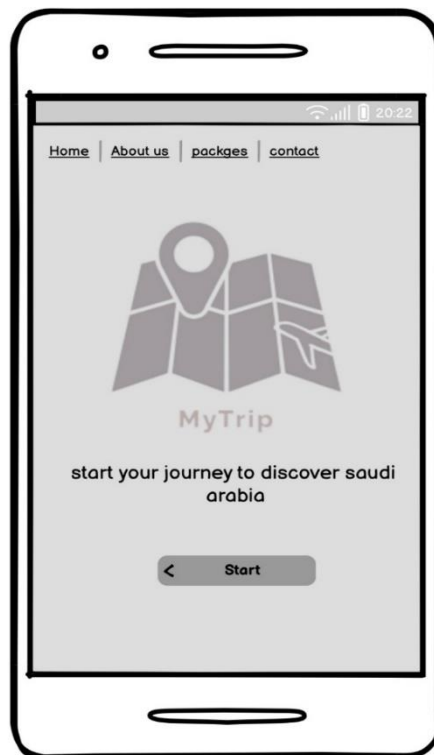 20:22
Home About us packges contact
MyTrip
start your journey to discover saudi
arabia
< Start